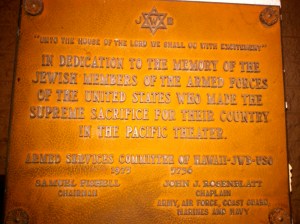 J B
"UNTO THE HOUSE OF THE LORD WE SHALL GO WITH EXCITEMENT"
IN DEDICATION TO THE MEMORY OF THE
JEWISH MEMBERS OF THE ARMED FORCES
OF THE UNITED STATES WHO MADE THE
SUPREME SACRIFICE FOR THEIR COUNTRY
IN THE PACIFIC THEATER.
ARMED SERVICES COMMITTEE OF HAWAII-JWB-USO
SAMUEL
JOHN J. ROSENBLATT
CHAIRMAN
CHAPLAIN
ARMY, AIR FORCE, COAST GUARD,
MARINES AND NAVY